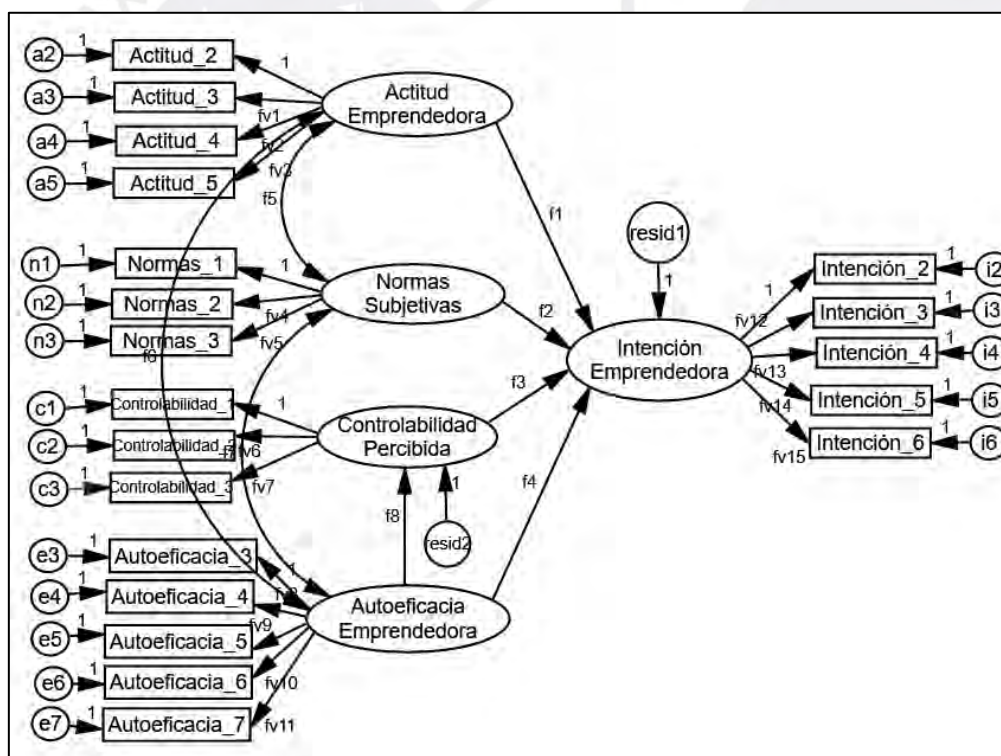 a2 1 Actitud_2 1
a3 1 Actitud_3
a4 1 Actitud_4 fv1
a5 1 Actitud_5 fv2
fv3
Actitud
Emprendedora
f5
f1
n1 1 Normas_1 1
n2 1 Normas_2
n3 1 Normas_3 fv4
fv5
Normas
Subjetivas
f2
f6
c1 1 Controlabilidad_1 1
c2 1 Controlabilidad_2
c3 1 Controlabilidad_3
f7 fv6
fv7
Controlabilidad
Percibida
f3
f8
1
resid2
f4
e3 1 Autoeficacia_3 1
e4 1 Autoeficacia_4
e5 1 Autoeficacia_5 fv9
e6 1 Autoeficacia_6 fv10
e7 1 Autoeficacia_7 fv11
Autoeficacia
Emprendedora
resid1
1
Intención
Emprendedora
1 Intención_2 1 i2
fv12 Intención_3 1 i3
Intención_4 1 i4
fv13 Intención_5 1 i5
fv14 Intención_6 1 i6
fv15